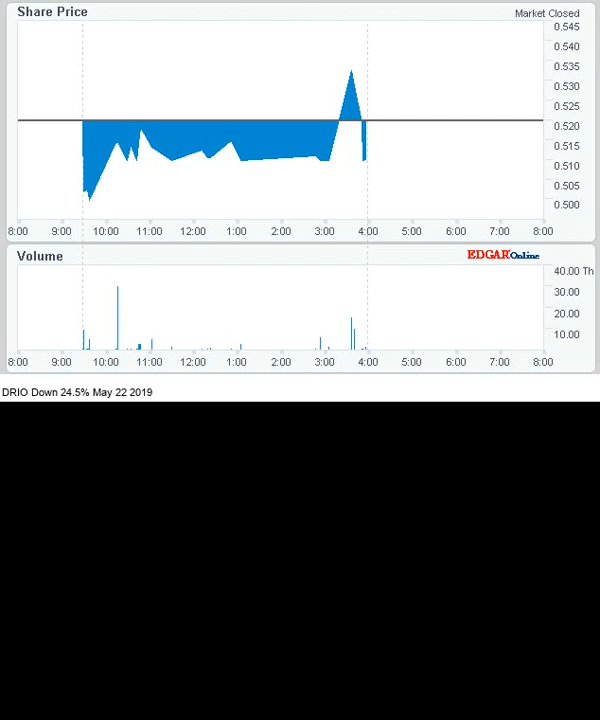 Share Price
Market Closed
0.545
0.540
0.535
0.530
0.525
0.520
0.515
0.510
0.505
0.500
8:00 9:00 10:00 11:00 12:00 1:00 2:00 3:00 4:00 5:00 6:00 7:00 8:00
Volume
EDGAR Online
40.00 Th
30.00
20.00
10.00
8:00 9:00 10:00 11:00 12:00 1:00 2:00 3:00 4:00 5:00 6:00 7:00 8:00
DRIO Down 24.5% May 22 2019